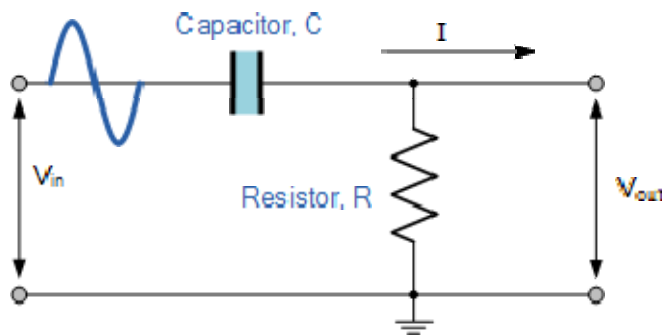 Capacitor, C
I
Vin
Resistor, R
Vout